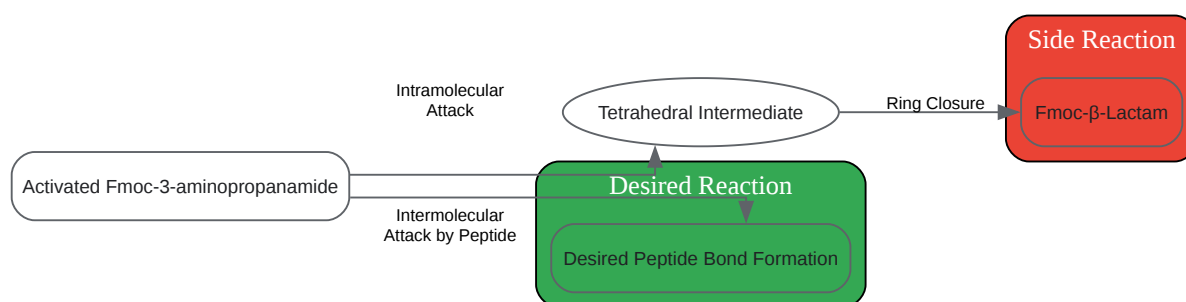 Side Reaction
Intramolecular
Attack
Tetrahedral Intermediate
Ring Closure
Fmoc-β-Lactam
Activated Fmoc-3-aminopropanamide
Desired Reaction
Intermolecular
Attack by Peptide
Desired Peptide Bond Formation